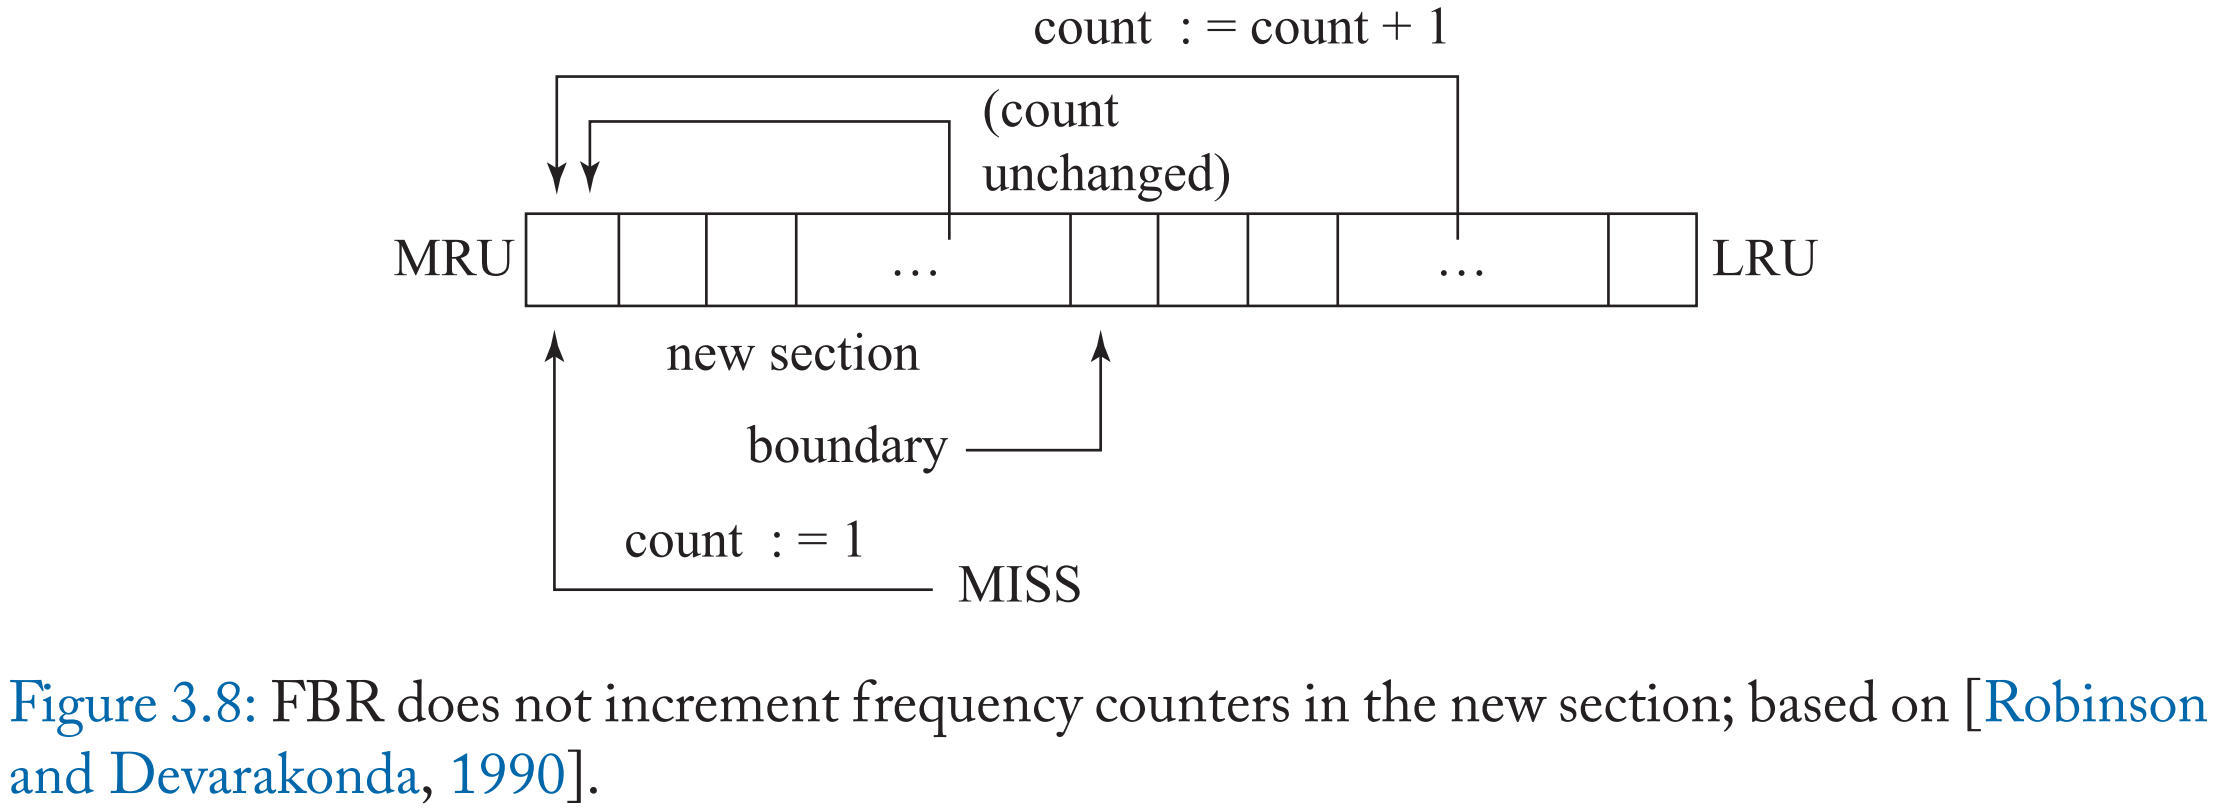 count := count + 1
(count
unchanged)
MRU
...
...
LRU
new section
boundary
count := 1
MISS
Figure 3.8: FBR does not increment frequency counters in the new section; based on [Robinson
and Devarakonda, 1990].